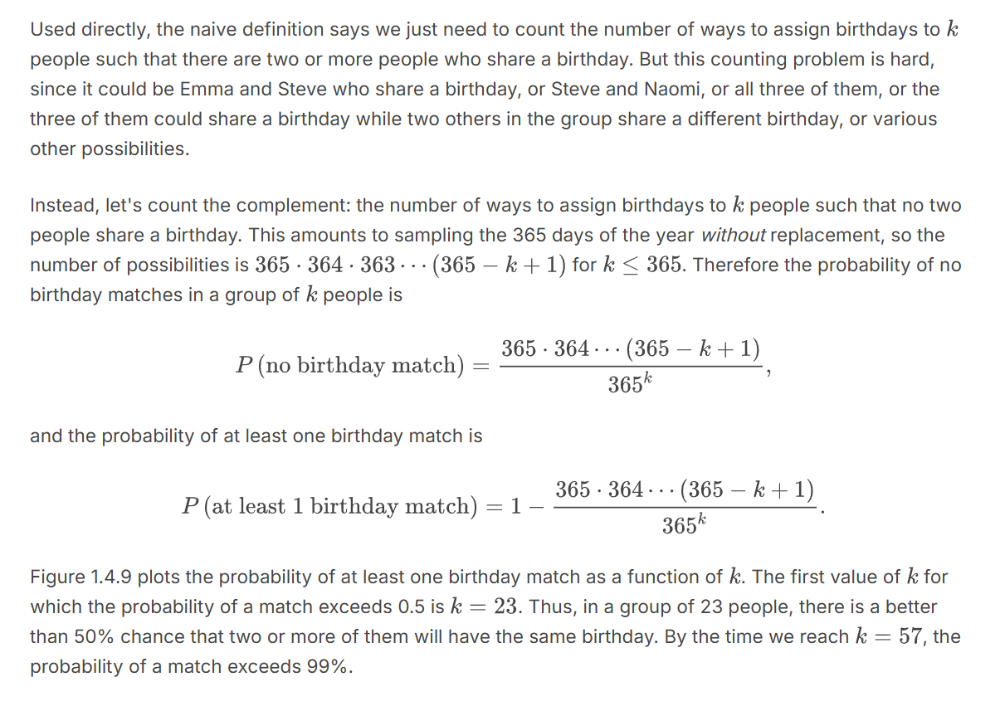 Used directly, the naive definition says we just need to count the number of ways to assign birthdays to k
people such that there are two or more people who share a birthday. But this counting problem is hard,
since it could be Emma and Steve who share a birthday, or Steve and Naomi, or all three of them, or the
three of them could share a birthday while two others in the group share a different birthday, or various
other possibilities.
Instead, let's count the complement: the number of ways to assign birthdays to k people such that no two
people share a birthday. This amounts to sampling the 365 days of the year without replacement, so the
number of possibilities is 365 · 364 · 363 · · · (365 − k + 1) for k ≤ 365. Therefore the probability of no
birthday matches in a group of k people is
P (no birthday match) = \frac{365 · 364 · · · (365 − k + 1)}{365^k},
and the probability of at least one birthday match is
P (at least 1 birthday match) = 1 − \frac{365 · 364 · · · (365 − k + 1)}{365^k}.
Figure 1.4.9 plots the probability of at least one birthday match as a function of k. The first value of k for
which the probability of a match exceeds 0.5 is k = 23. Thus, in a group of 23 people, there is a better
than 50% chance that two or more of them will have the same birthday. By the time we reach k = 57, the
probability of a match exceeds 99%.